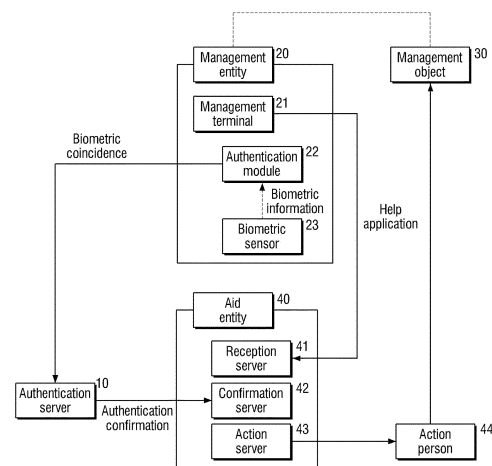 Management
entity
20
Management
object
30
Management
terminal
21
Biometric
coincidence
Authentication
module
22
Biometric
information
Biometric
sensor
23
Help
application
Aid
entity
40
Reception
server
41
Authentication
server
10
Authentication
confirmation
Confirmation
server
42
Action
server
43
Action
person
44